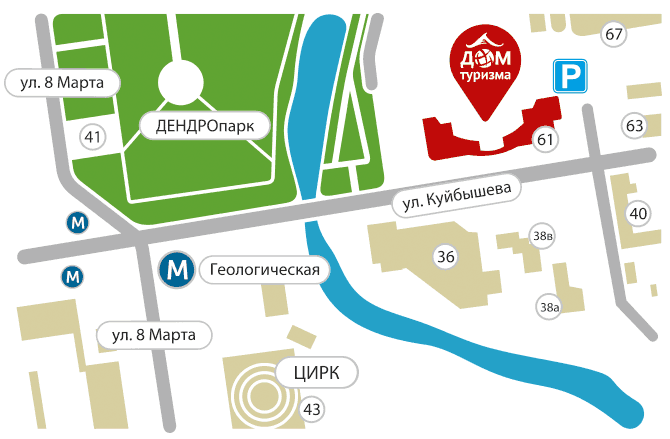 67
ДОМ
туризма
P
ул. 8 Марта
ДЕНДРОпарк
41
61
63
ул. Куйбышева
40
М
М
Геологическая
М
36
38в
38а
ул. 8 Марта
ЦИРК
43